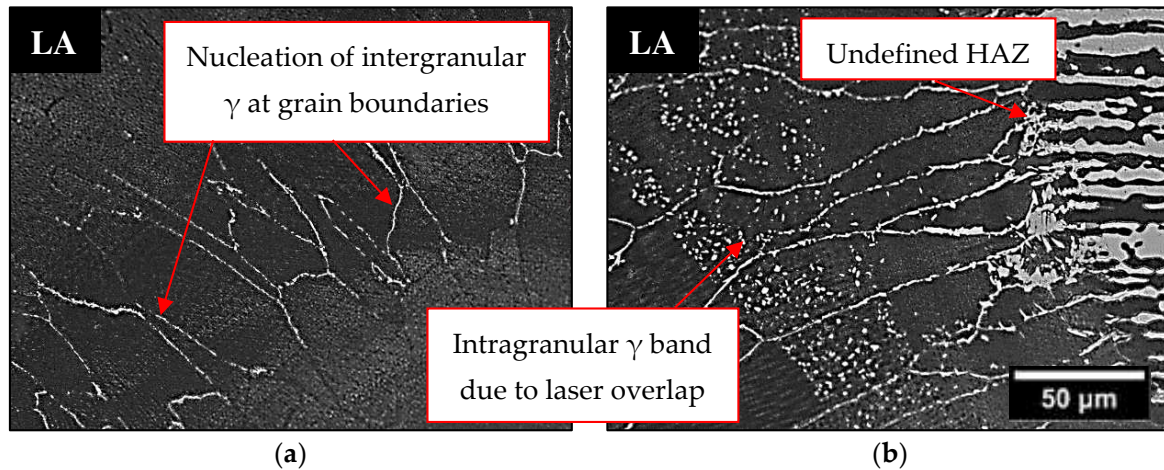 LA
Nucleation of intergranular
γ at grain boundaries
LA
Undefined HAZ
Intragranular γ band
due to laser overlap
50 μm
(a)
(b)